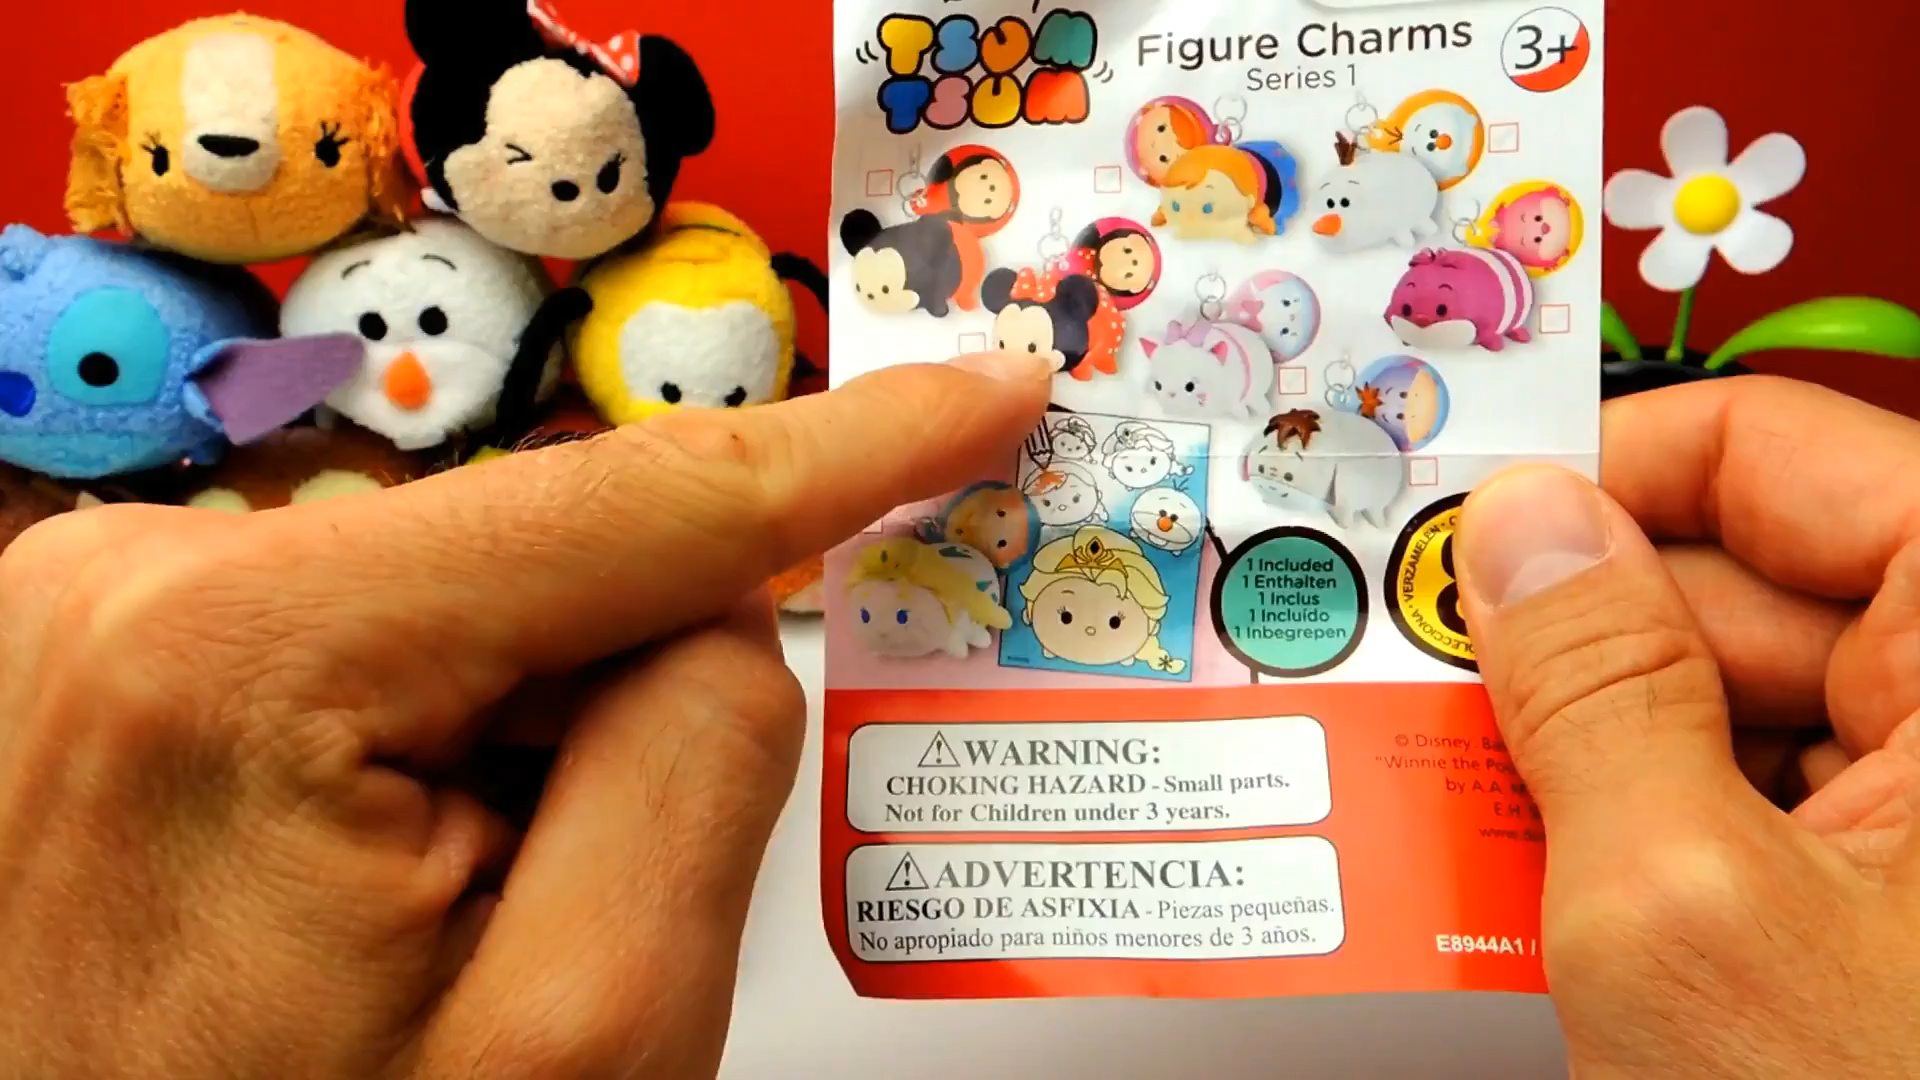 TSUM
TSUM
Figure Charms
Series 1
3+
1 Included
1 Enthalten
1 Inclus
1 Incluído
1 Inbegrepen
VERZAMELEN
WARNING:
CHOKING HAZARD - Small parts.
Not for Children under 3 years.
© Disney.
"Winnie the
by A.A.
E.H.
ADVERTENCIA:
RIESGO DE ASFIXIA - Piezas pequeñas.
No apropiado para niños menores de 3 años.
E8944A1 /